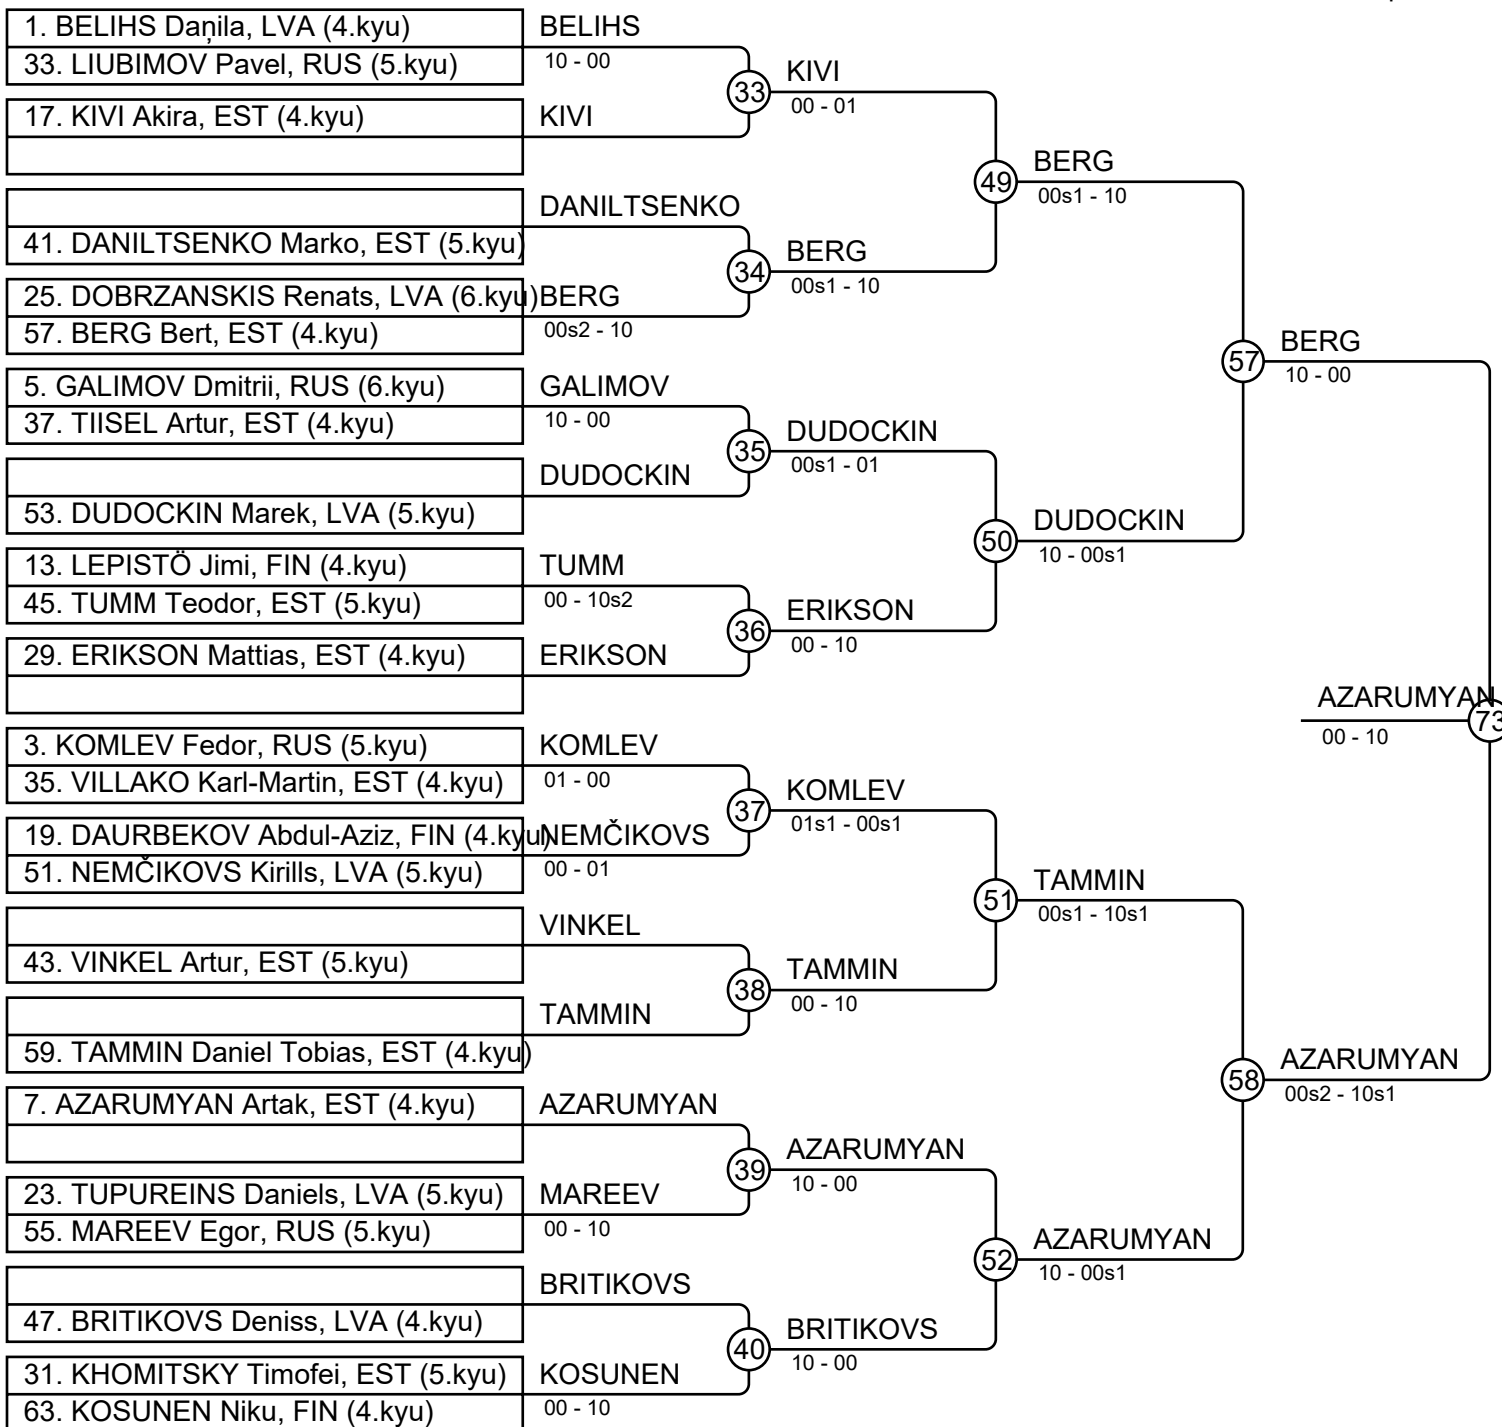 1. BELIHS Daņila, LVA (4.kyu)
33. LIUBIMOV Pavel, RUS (5.kyu)
17. KIVI Akira, EST (4.kyu)
41. DANILTSENKO Marko, EST (5.kyu)
25. DOBRZANSKIS Renats, LVA (6.kyu)
57. BERG Bert, EST (4.kyu)
5. GALIMOV Dmitrii, RUS (6.kyu)
37. TIISEL Artur, EST (4.kyu)
53. DUDOCKIN Marek, LVA (5.kyu)
13. LEPISTÖ Jimi, FIN (4.kyu)
45. TUMM Teodor, EST (5.kyu)
29. ERIKSON Mattias, EST (4.kyu)
3. KOMLEV Fedor, RUS (5.kyu)
35. VILLAKO Karl-Martin, EST (4.kyu)
19. DAURBEKOV Abdul-Aziz, FIN (4.kyu)
51. NEMČIKOVS Kirills, LVA (5.kyu)
43. VINKEL Artur, EST (5.kyu)
59. TAMMIN Daniel Tobias, EST (4.kyu)
7. AZARUMYAN Artak, EST (4.kyu)
23. TUPUREINS Daniels, LVA (5.kyu)
55. MAREEV Egor, RUS (5.kyu)
47. BRITIKOVS Deniss, LVA (4.kyu)
31. KHOMITSKY Timofei, EST (5.kyu)
63. KOSUNEN Niku, FIN (4.kyu)
BELIHS
10 - 00
KIVI
DANILTSENKO
BERG
00s2 - 10
GALIMOV
10 - 00
DUDOCKIN
TUMM
00 - 10s2
ERIKSON
KOMLEV
01 - 00
NEMČIKOVS
00 - 01
VINKEL
TAMMIN
AZARUMYAN
MAREEV
00 - 10
BRITIKOVS
KOSUNEN
00 - 10
33
KIVI
00 - 01
34
BERG
00s1 - 10
35
DUDOCKIN
00s1 - 01
36
ERIKSON
00 - 10
37
KOMLEV
01s1 - 00s1
38
TAMMIN
00 - 10
39
AZARUMYAN
10 - 00
40
BRITIKOVS
10 - 00
49
BERG
00s1 - 10
50
DUDOCKIN
10 - 00s1
51
TAMMIN
00s1 - 10s1
52
AZARUMYAN
10 - 00s1
57
BERG
10 - 00
58
AZARUMYAN
00s2 - 10s1
AZARUMYAN
73
00 - 10